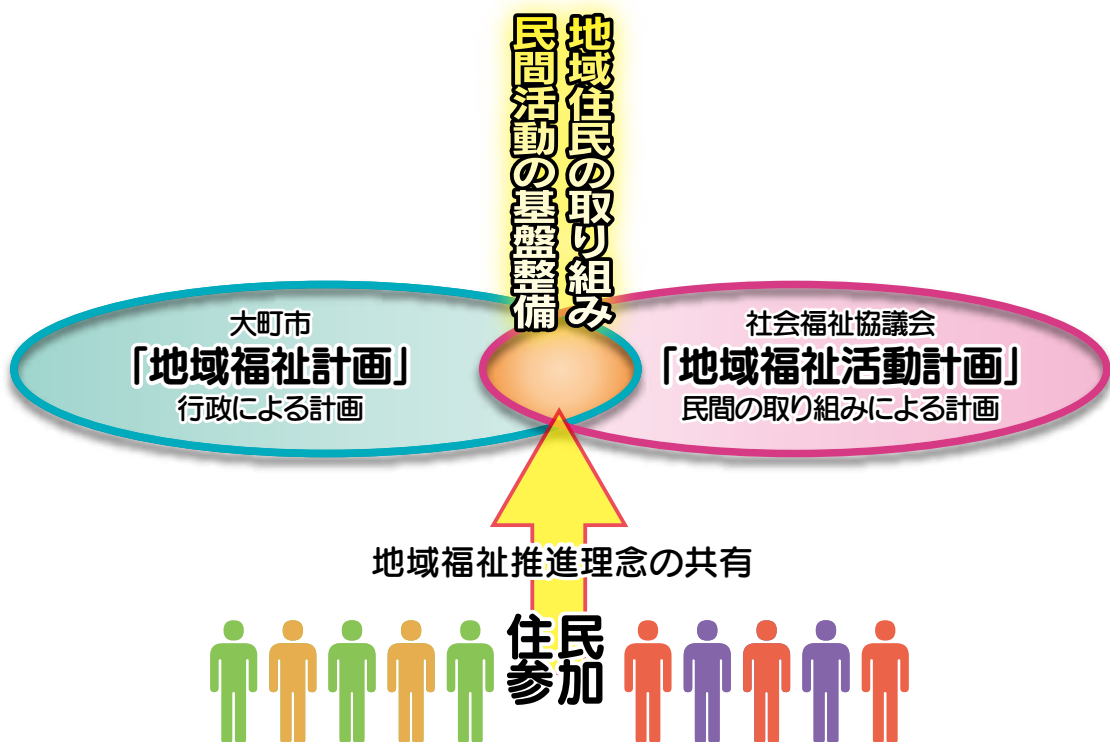 地域住民の取り組み
民間活動の基盤整備
大町市
「地域福祉計画」
行政による計画
社会福祉協議会
「地域福祉活動計画」
民間の取り組みによる計画
地域福祉推進理念の共有
住民
参加